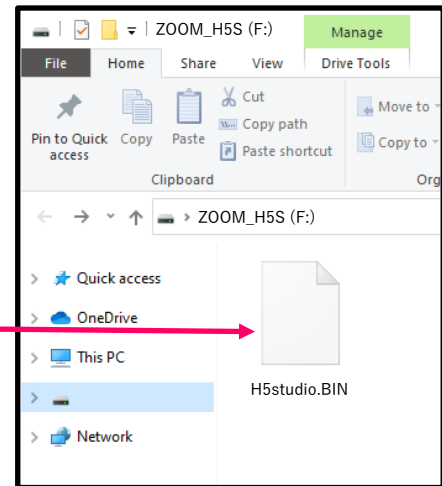 ZOOM_H5S (F:)
Manage
File Home Share View Drive Tools
Pin to Quick access
Copy
Paste
Cut
Copy path
Paste shortcut
Move to
Copy to
Clipboard
Org
ZOOM_H5S (F:)
Quick access
OneDrive
This PC
Network
H5studio.BIN